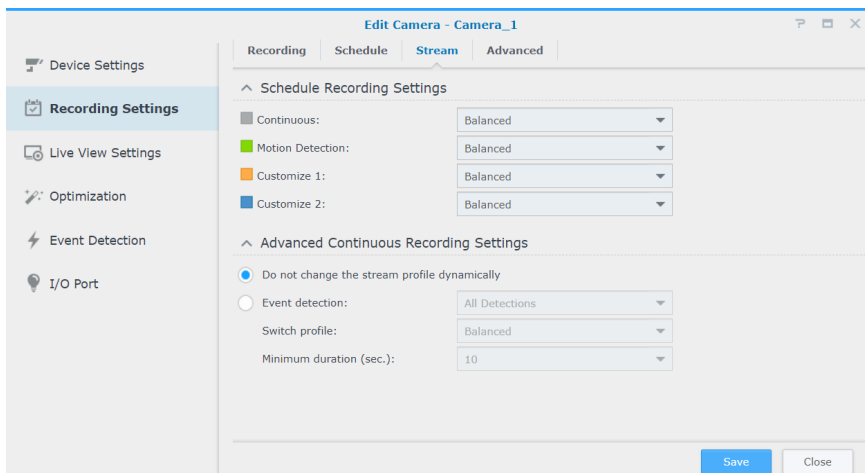 Edit Camera - Camera_1
Recording Schedule Stream Advanced
Device Settings
Recording Settings
Live View Settings
Optimization
Event Detection
I/O Port
Schedule Recording Settings
Continuous: Balanced
Motion Detection: Balanced
Customize 1: Balanced
Customize 2: Balanced
Advanced Continuous Recording Settings
Do not change the stream profile dynamically
Event detection: All Detections
Switch profile: Balanced
Minimum duration (sec.): 10
Save Close